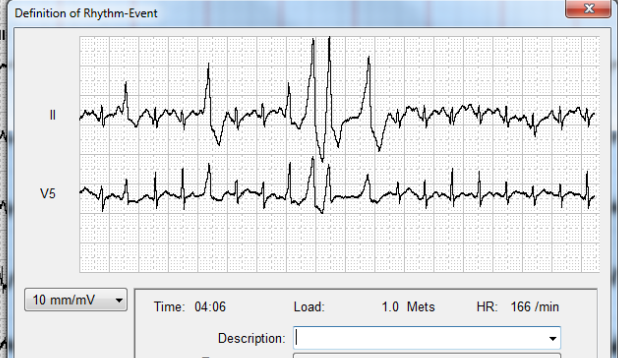 Definition of Rhythm-Event
II
V5
10 mm/mV
Time: 04:06 Load: 1.0 Mets HR: 166 /min
Description: